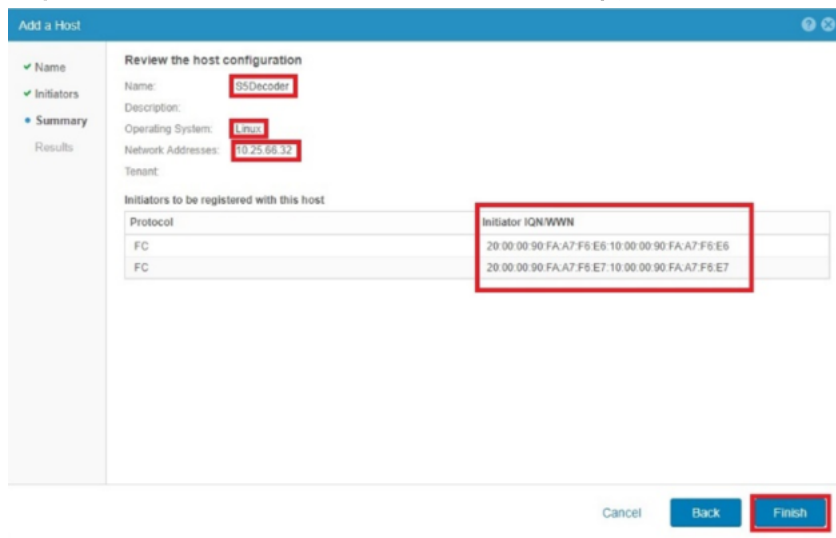 Add a Host
Name
Initiators
Summary
Results
Review the host configuration
Name: S5Decoder
Description:
Operating System: Linux
Network Addresses: 10.25.66.32
Tenant:
Initiators to be registered with this host
Protocol Initiator IQN/WWN
FC 20:00:00:90:FA:A7:F6:E6:10:00:00:90:FA:A7:F6:E6
FC 20:00:00:90:FA:A7:F6:E7:10:00:00:90:FA:A7:F6:E7
Cancel Back Finish